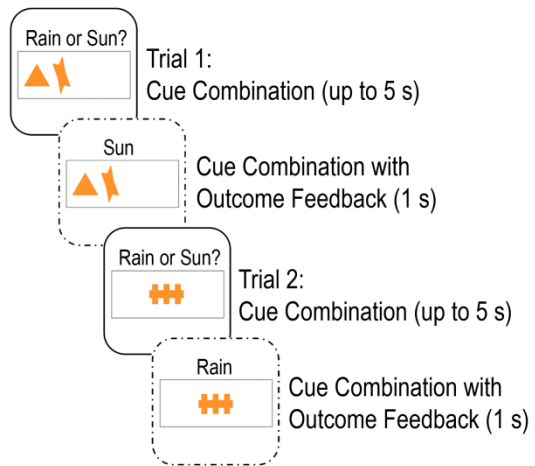 Rain or Sun?
Trial 1:
Cue Combination (up to 5 s)
Sun
Cue Combination with
Outcome Feedback (1 s)
Rain or Sun?
Trial 2:
Cue Combination (up to 5 s)
Rain
Cue Combination with
Outcome Feedback (1 s)